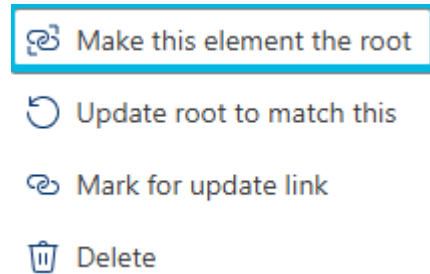 Make this element the root
Update root to match this
Mark for update link
Delete